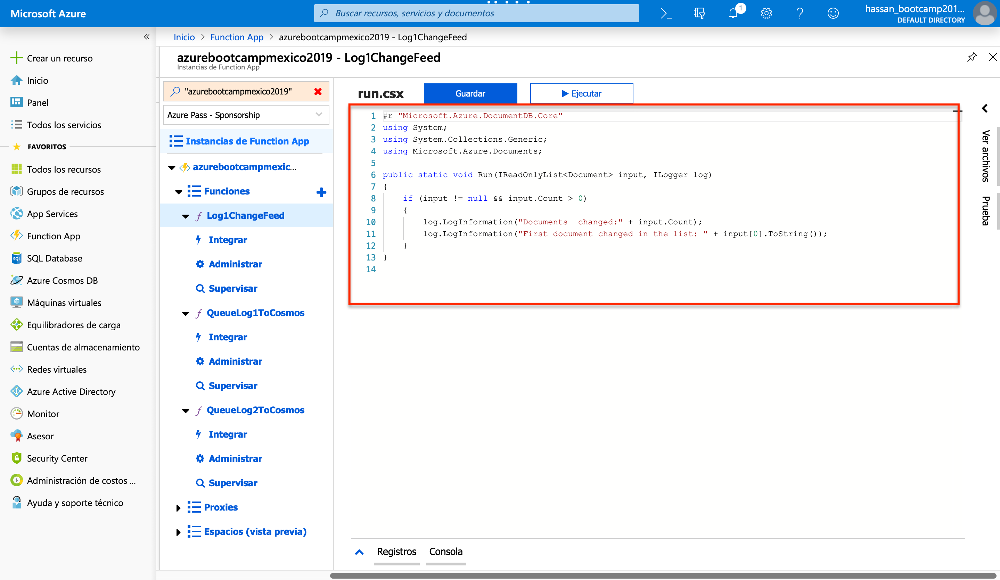 Microsoft Azure
Buscar recursos, servicios y documentos
1
hassan_bootcamp201...
DEFAULT DIRECTORY
«
Crear un recurso
Inicio
Panel
Todos los servicios
FAVORITOS
Todos los recursos
Grupos de recursos
App Services
Function App
SQL
SQL Database
Azure Cosmos DB
Máquinas virtuales
Equilibradores de carga
Cuentas de almacenamiento
Redes virtuales
Azure Active Directory
Monitor
Asesor
Security Center
Administración de costos ...
Ayuda y soporte técnico
Inicio > Function App > azurebootcampmexico2019 - Log1ChangeFeed
azurebootcampmexico2019 - Log1ChangeFeed
Instancias de Function App
"azurebootcampmexico2019"
Azure Pass - Sponsorship
Instancias de Function App
azurebootcampmexic...
Funciones
Log1ChangeFeed
Integrar
Administrar
Supervisar
QueueLog1ToCosmos
Integrar
Administrar
Supervisar
QueueLog2ToCosmos
Integrar
Administrar
Supervisar
Proxies
Espacios (vista previa)
run.csx
Guardar
Ejecutar
1 #r "Microsoft.Azure.DocumentDB.Core"
2 using System;
3 using System.Collections.Generic;
4 using Microsoft.Azure.Documents;
5
6 public static void Run(IReadOnlyList<Document> input, ILogger log)
7 {
8     if (input != null && input.Count > 0)
9     {
10         log.LogInformation("Documents  changed:" + input.Count);
11         log.LogInformation("First document changed in the list: " + input[0].ToString());
12     }
13 }
14
Ver archivos
Prueba
Registros
Consola